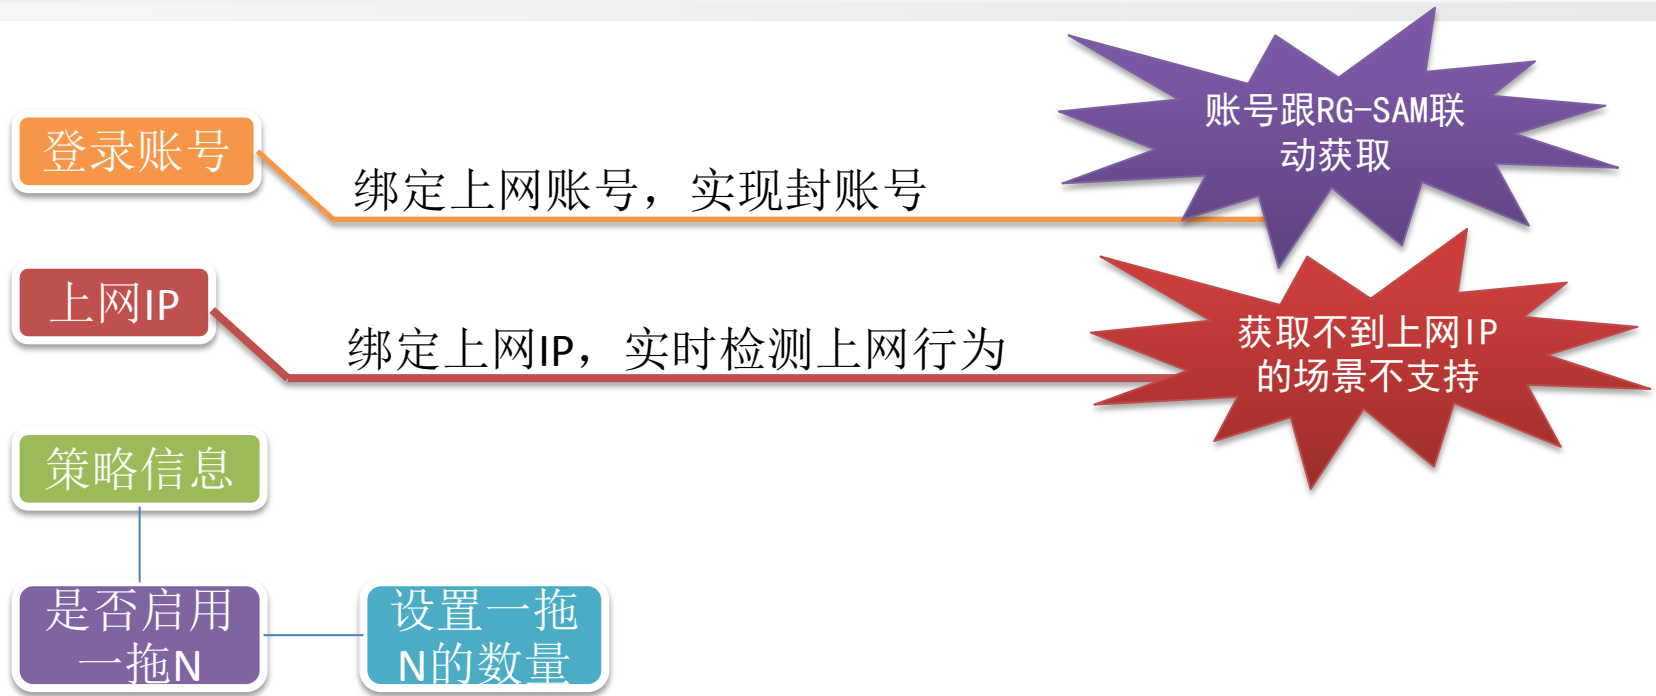 登录账号
绑定上网账号，实现封账号
账号跟RG-SAM联
动获取
上网IP
绑定上网IP，实时检测上网行为
获取不到上网IP
的场景不支持
策略信息
是否启用
一拖N
设置一拖
N的数量